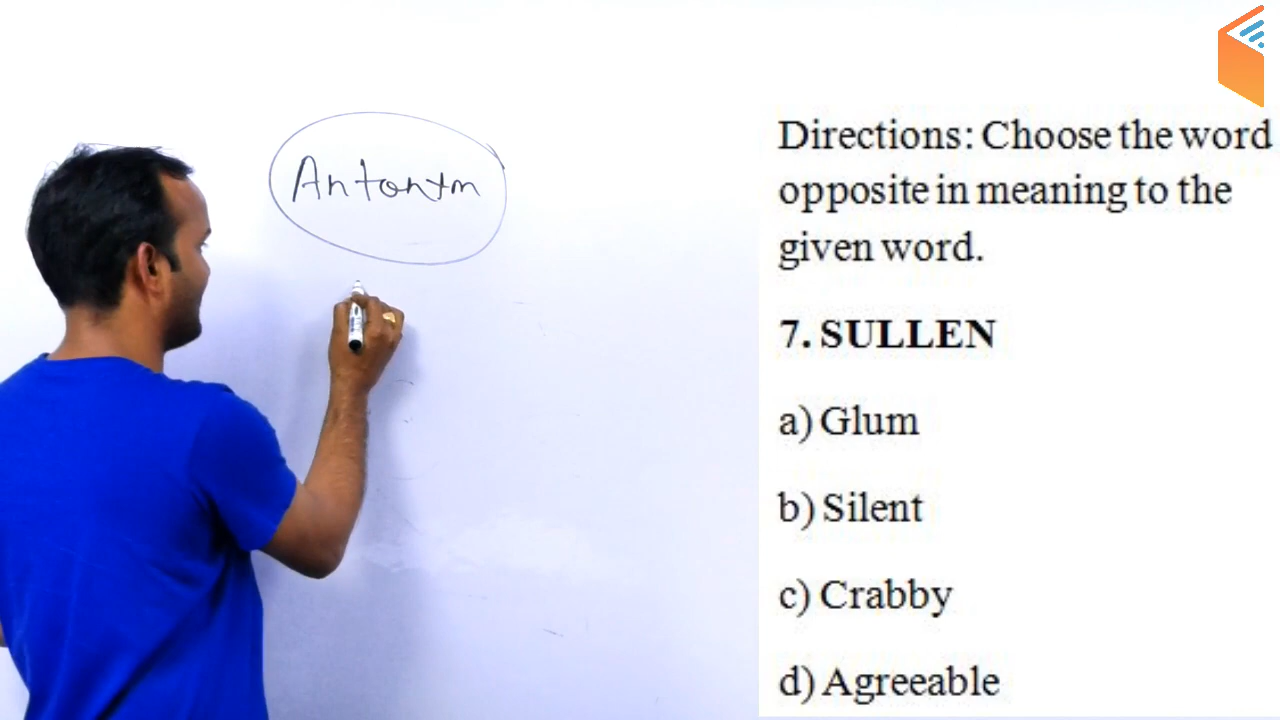 Antonym
Directions: Choose the word
opposite in meaning to the
given word.
7. SULLEN
a) Glum
b) Silent
c) Crabby
d) Agreeable